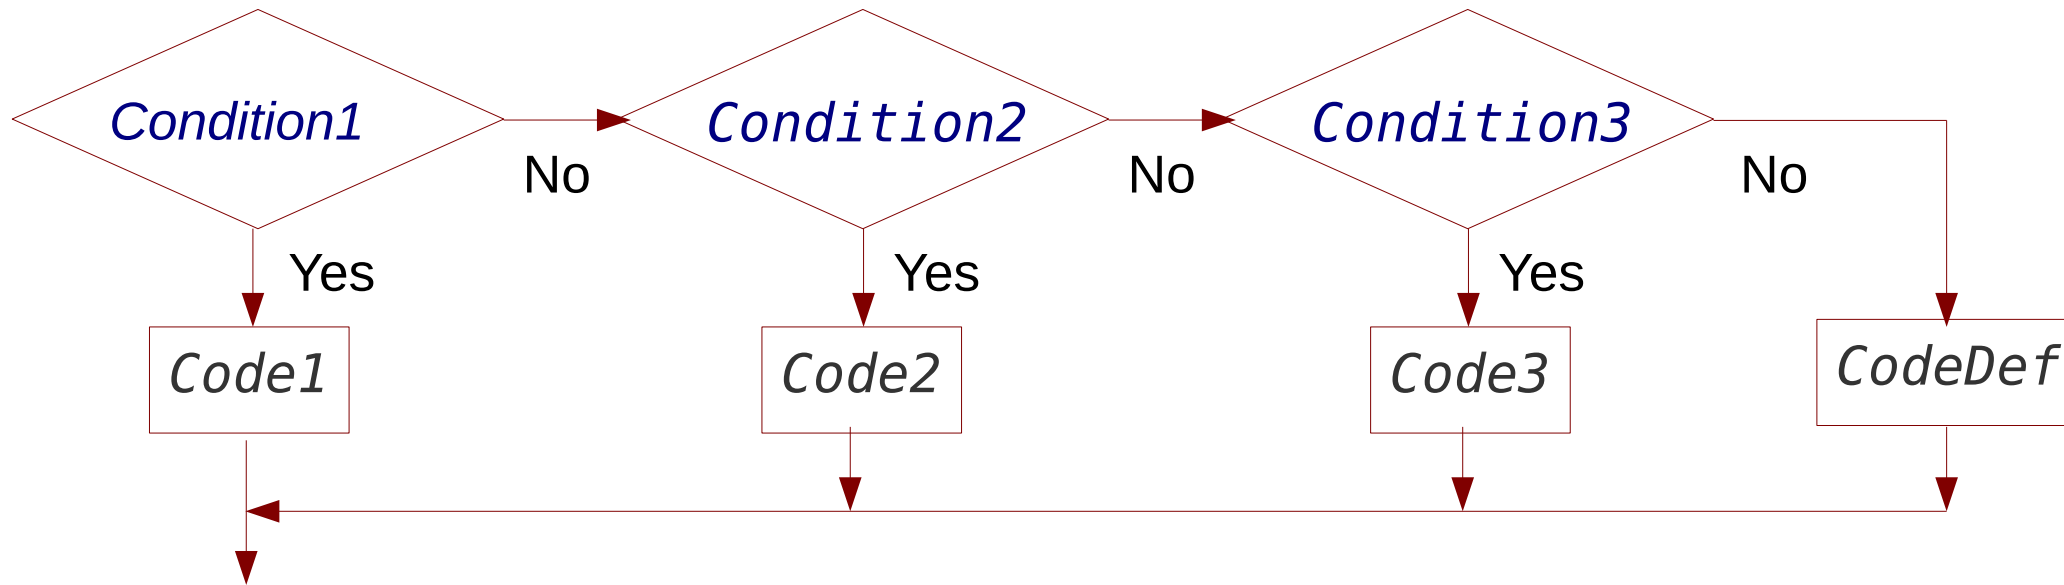 Condition1
Condition2
Condition3
No
No
No
Yes
Yes
Yes
Code1
Code2
Code3
CodeDef